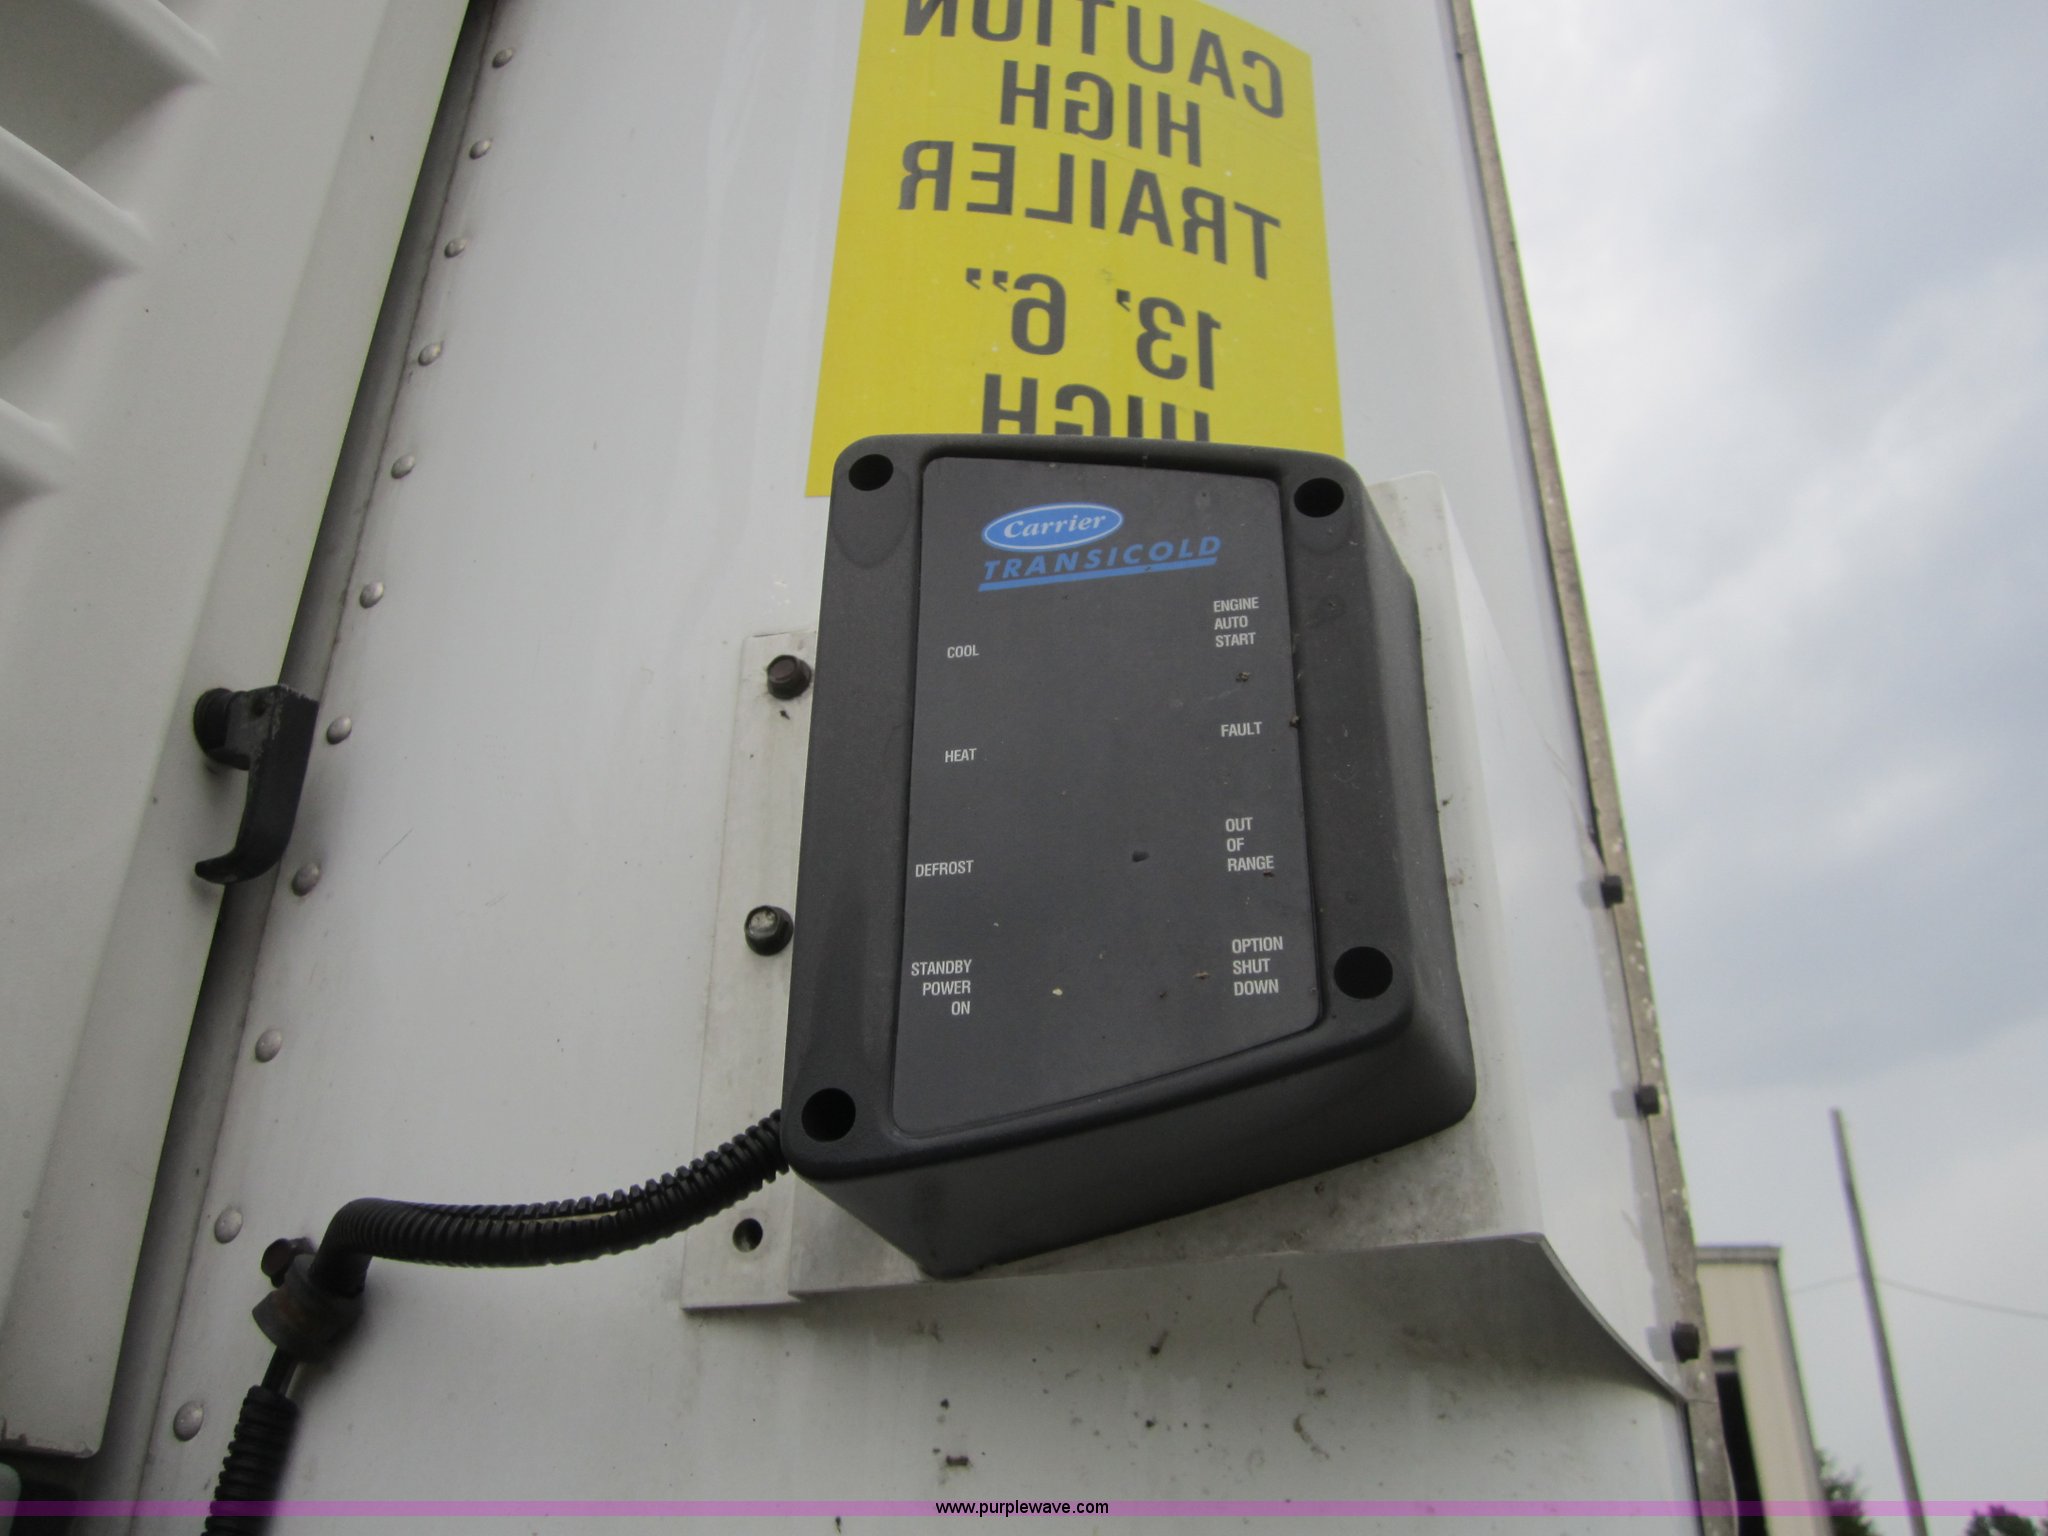 CAUTION
HIGH
TRAILER
13' 6"
HIGH
Carrier
TRANSICOLD
COOL
HEAT
DEFROST
STANDBY
POWER
ON
ENGINE
AUTO
START
FAULT
OUT
OF
RANGE
OPTION
SHUT
DOWN
www.purplewave.com